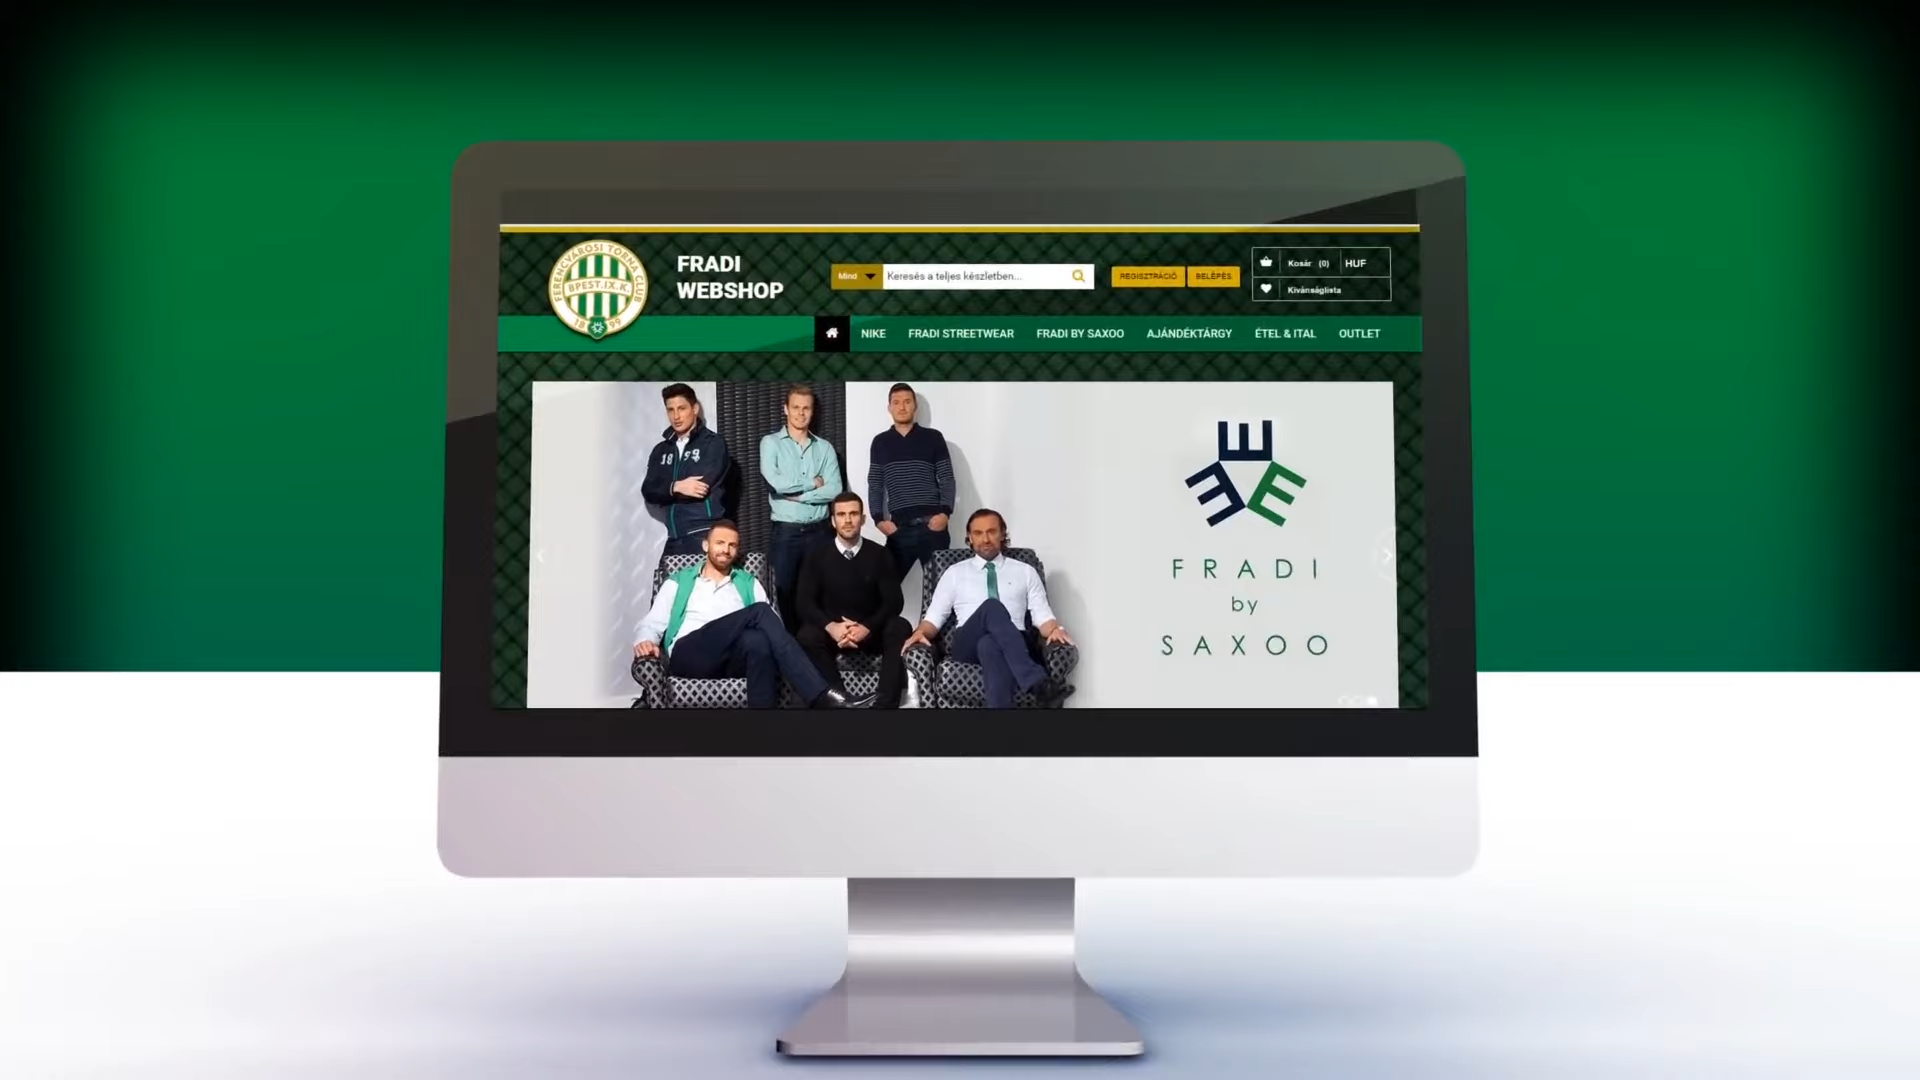 FERENCVÁROSI TORNA CLUB
BPEST.IX.K.
18 99
FRADI
WEBSHOP
Mind
Keresés a teljes készletben...
REGISZTRÁCIÓ
BELÉPÉS
Kosár (0)
HUF
Kívánságlista
NIKE
FRADI STREETWEAR
FRADI BY SAXOO
AJÁNDÉKTÁRGY
ÉTEL & ITAL
OUTLET
18 99
FRADI
by
SAXOO